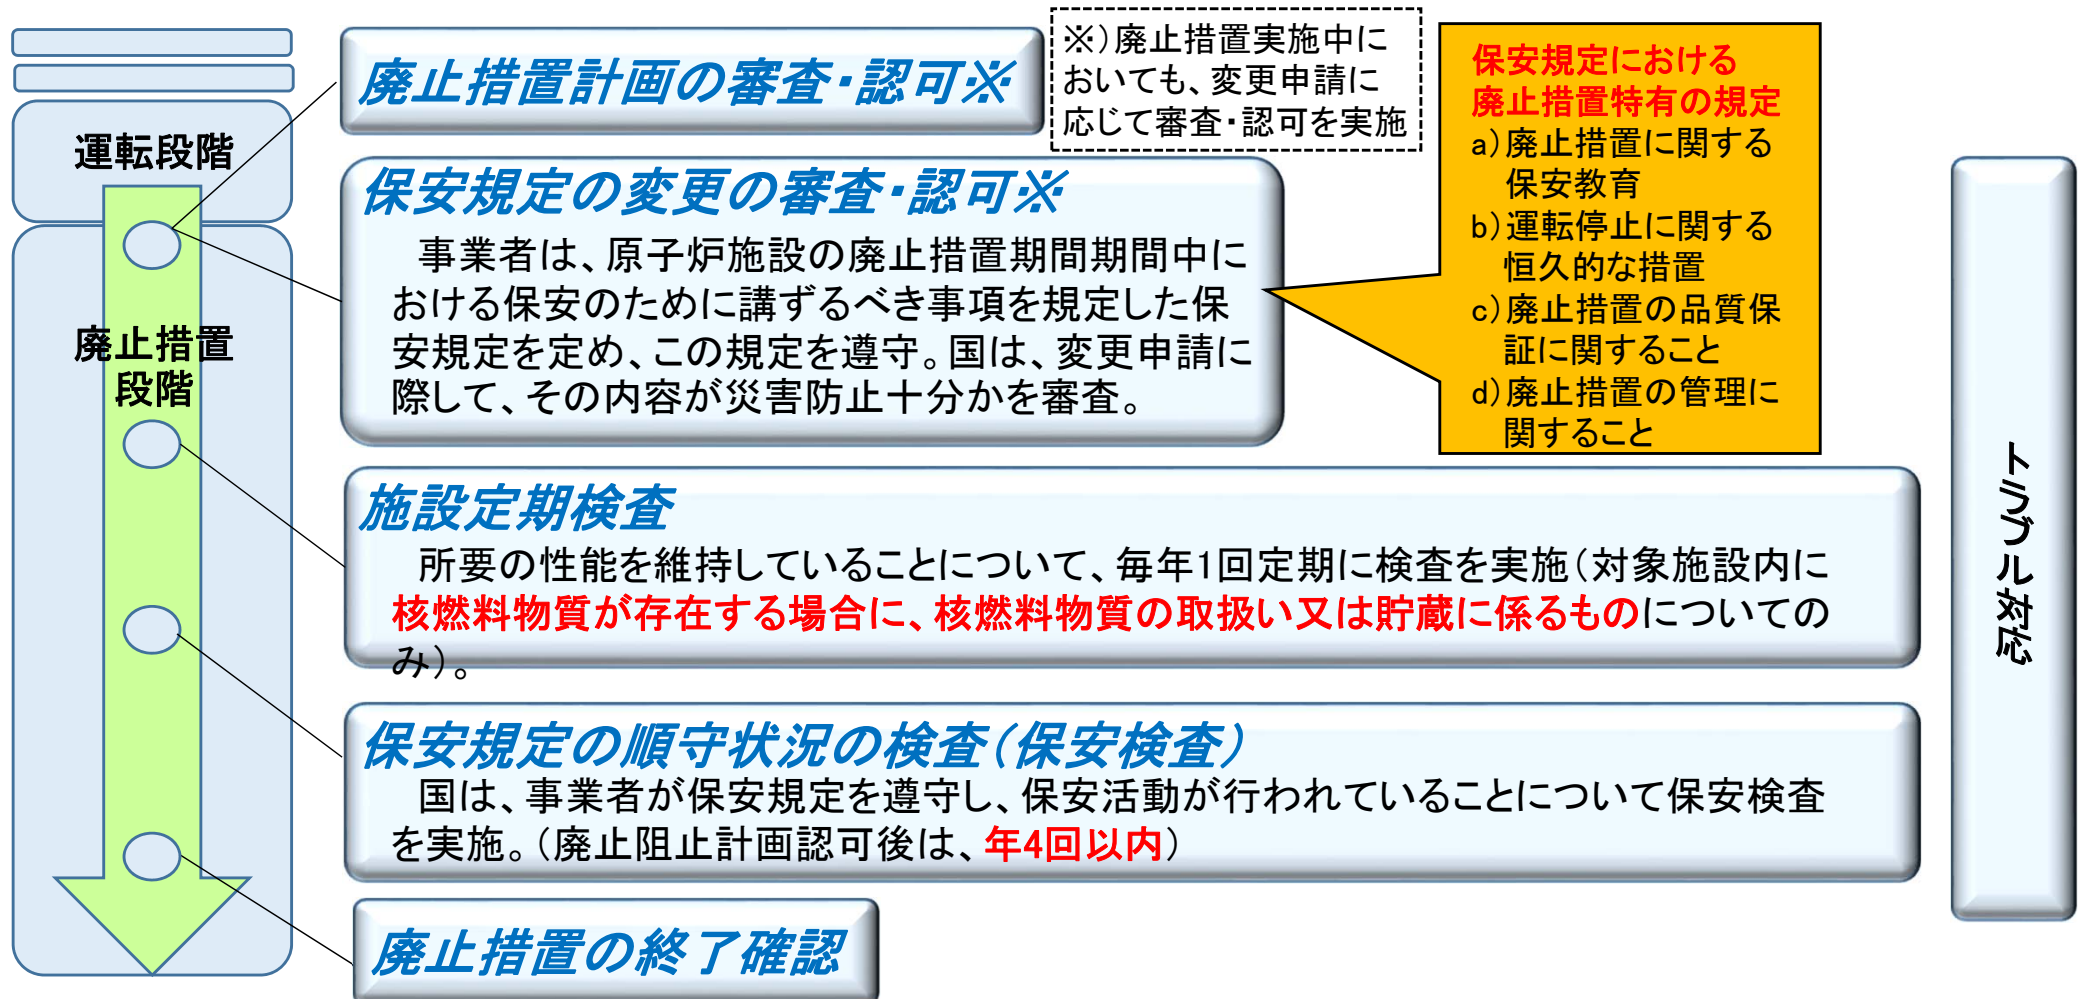 運転段階
廃止措置
段階
廃止措置計画の審査・認可※
※）廃止措置実施中に
おいても、変更申請に
応じて審査・認可を実施
保安規定の変更の審査・認可※
事業者は、原子炉施設の廃止措置期間期間中に
おける保安のために講ずるべき事項を規定した保
安規定を定め、この規定を遵守。国は、変更申請に
際して、その内容が災害防止十分かを審査。
保安規定における
廃止措置特有の規定
a）廃止措置に関する
保安教育
b）運転停止に関する
恒久的な措置
c）廃止措置の品質保
証に関すること
d）廃止措置の管理に
関すること
施設定期検査
所要の性能を維持していることについて、毎年1回定期に検査を実施（対象施設内に
核燃料物質が存在する場合に、核燃料物質の取扱い又は貯蔵に係るものについての
み）。
保安規定の順守状況の検査（保安検査）
国は、事業者が保安規定を遵守し、保安活動が行われていることについて保安検査
を実施。（廃止阻止計画認可後は、年4回以内）
廃止措置の終了確認
トラブル対応